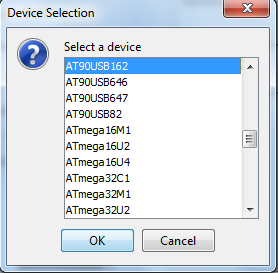 Device Selection
Select a device
AT90USB162
AT90USB646
AT90USB647
AT90USB82
ATmega16M1
ATmega16U2
ATmega16U4
ATmega32C1
ATmega32M1
ATmega32U2
OK
Cancel